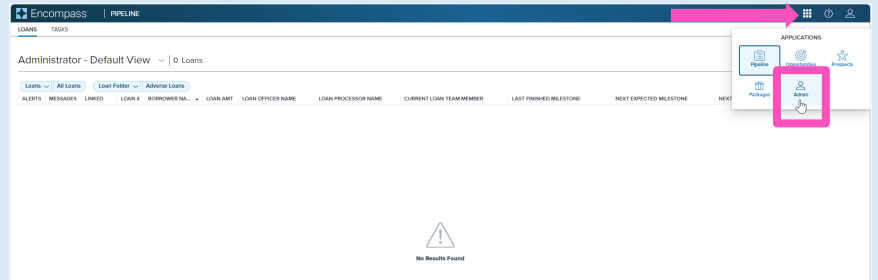 Encompass | PIPELINE
LOANS TASKS
APPLICATIONS
Pipeline Opportunities Prospects
Packages Admin
Administrator - Default View | 0 Loans
Loans All Loans Loan Folder Adverse Loans
ALERTS MESSAGES LINKED LOAN # BORROWER NA... LOAN AMT LOAN OFFICER NAME LOAN PROCESSOR NAME CURRENT LOAN TEAM MEMBER LAST FINISHED MILESTONE NEXT EXPECTED MILESTONE NEXT
No Results Found